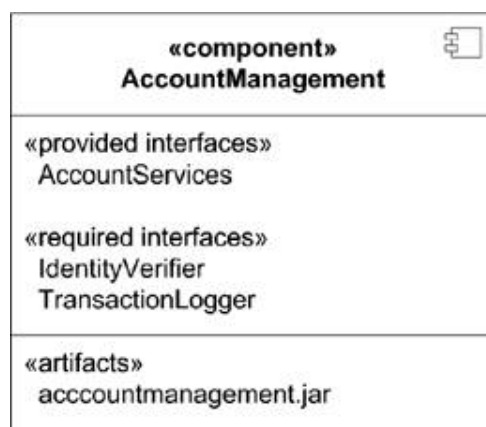 «component»
AccountManagement
«provided interfaces»
AccountServices
«required interfaces»
IdentityVerifier
TransactionLogger
«artifacts»
acccountmanagement.jar